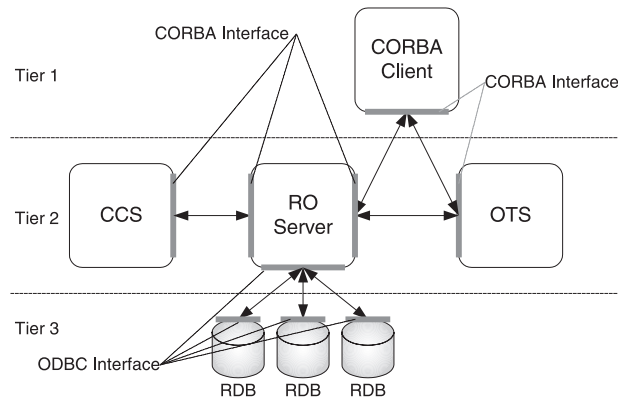 CORBA Interface
CORBA
Client
Tier 1
CORBA Interface
CCS
RO
Server
OTS
Tier 2
Tier 3
ODBC Interface
RDB
RDB
RDB